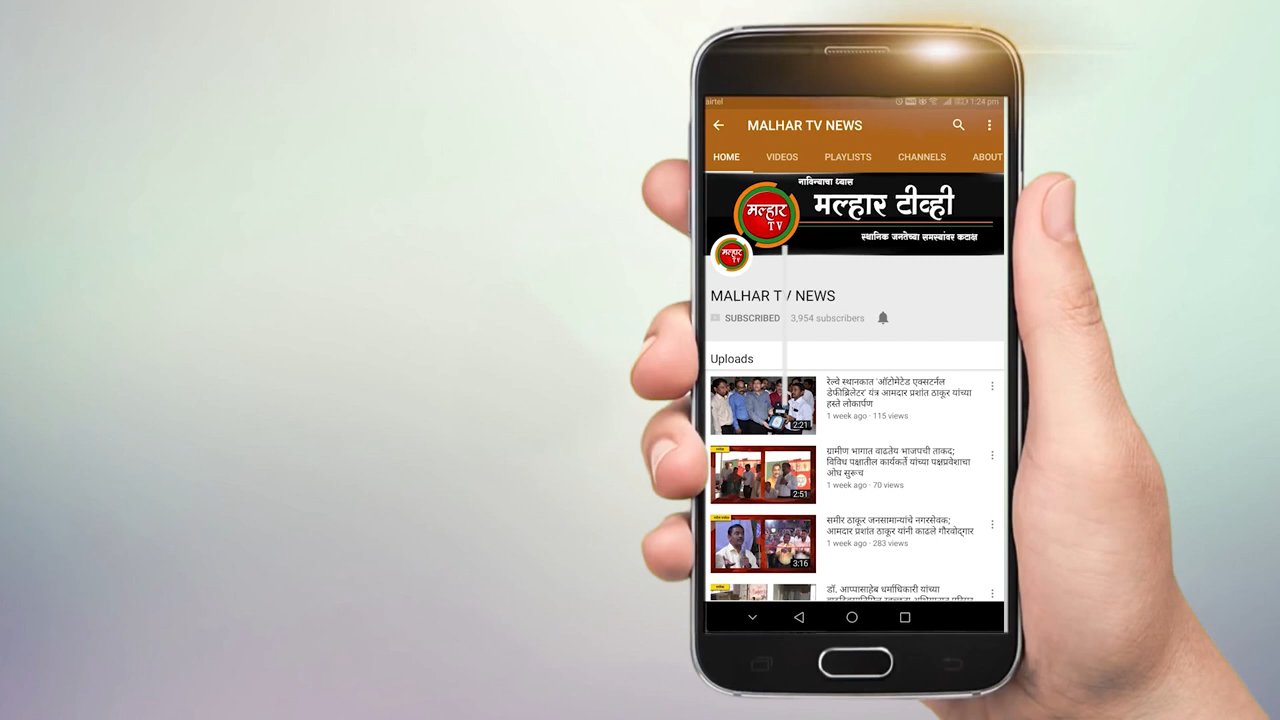 airtel 1:24 pm
MALHAR TV NEWS
HOME VIDEOS PLAYLISTS CHANNELS ABOUT
नाविन्याचा ध्यास
मल्हार टीव्ही
मल्हार
TV
स्थानिक जनतेच्या समस्यांवर कटाक्ष
मल्हार
TV
MALHAR TV NEWS
SUBSCRIBED 3,954 subscribers
Uploads
रेल्वे स्थानकात 'ऑटोमेटेड एक्सटर्नल
डेफीब्रिलेटर' यंत्र आमदार प्रशांत ठाकूर यांच्या
हस्ते लोकार्पण
1 week ago · 115 views
2:21
ग्रामीण भागात वाढतेय भाजपची ताकद;
विविध पक्षातील कार्यकर्ते यांच्या पक्षप्रवेशाचा
ओघ सुरूच
1 week ago · 70 views
2:51
समीर ठाकूर जनसामान्यांचे नगरसेवक;
आमदार प्रशांत ठाकूर यांनी काढले गौरवोद्गार
1 week ago · 283 views
3:16
डॉ. आप्पासाहेब धर्माधिकारी यांच्या